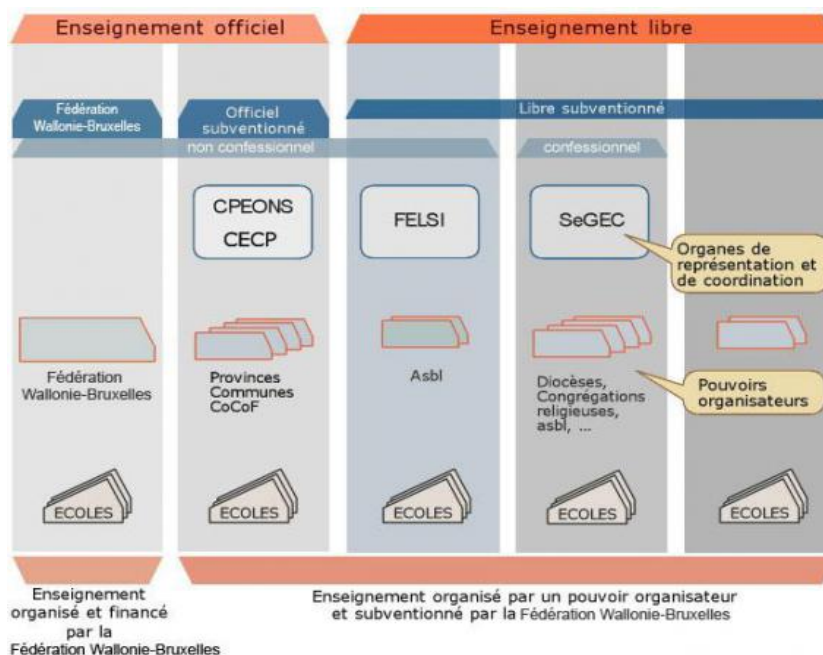 Enseignement officiel
Enseignement libre
Fédération
Wallonie-Bruxelles
Officiel
subventionné
Libre subventionné
non confessionnel
confessionnel
CPEONS
CECP
FELSI
SeGEC
Organes de
représentation et
de coordination
Fédération
Wallonie-Bruxelles
Provinces
Communes
CoCoF
Asbl
Diocèses,
Congrégations
religieuses,
asbl, ...
Pouvoirs
organisateurs
ECOLES
ECOLES
ECOLES
ECOLES
ECOLES
Enseignement
organisé et financé
par la
Fédération Wallonie-Bruxelles
Enseignement organisé par un pouvoir organisateur
et subventionné par la Fédération Wallonie-Bruxelles